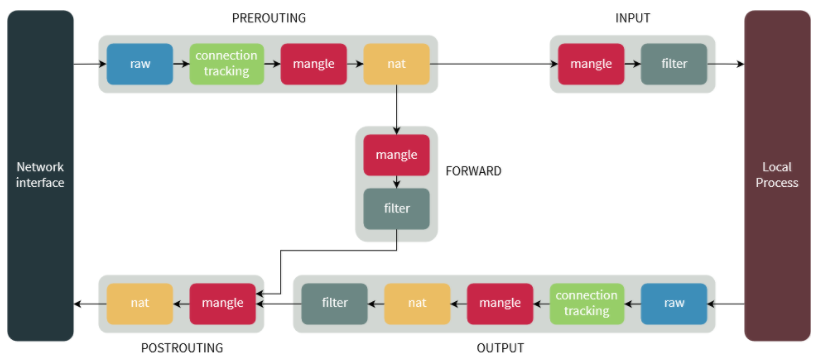 PREROUTING
INPUT
raw
connection
tracking
mangle
nat
mangle
filter
Network
interface
mangle
filter
FORWARD
Local
Process
nat
mangle
filter
nat
mangle
connection
tracking
raw
POSTROUTING
OUTPUT